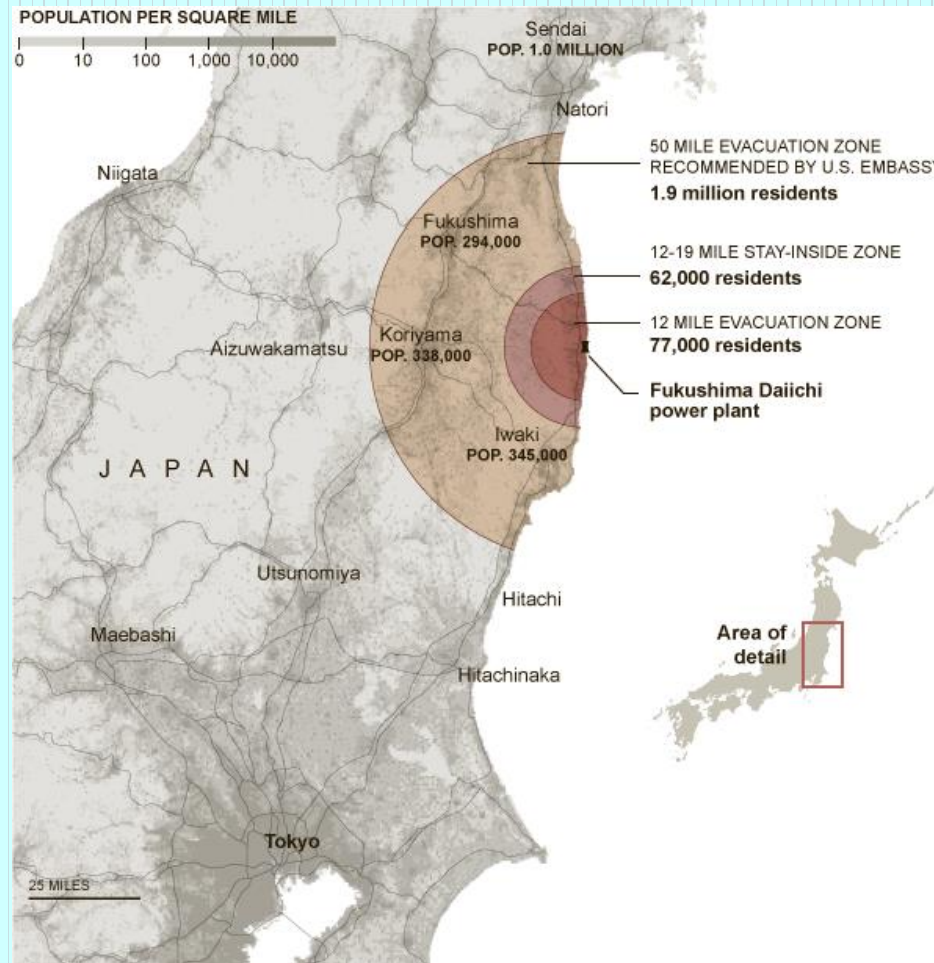 POPULATION PER SQUARE MILE
0 10 100 1,000 10,000
Sendai
POP. 1.0 MILLION
Natori
50 MILE EVACUATION ZONE
RECOMMENDED BY U.S. EMBASSY
1.9 million residents
Niigata
Fukushima
POP. 294,000
12-19 MILE STAY-INSIDE ZONE
62,000 residents
12 MILE EVACUATION ZONE
77,000 residents
Koriyama
POP. 338,000
Aizuwakamatsu
Fukushima Daiichi
power plant
Iwaki
POP. 345,000
JAPAN
Utsunomiya
Hitachi
Maebashi
Area of
detail
Hitachinaka
Tokyo
25 MILES